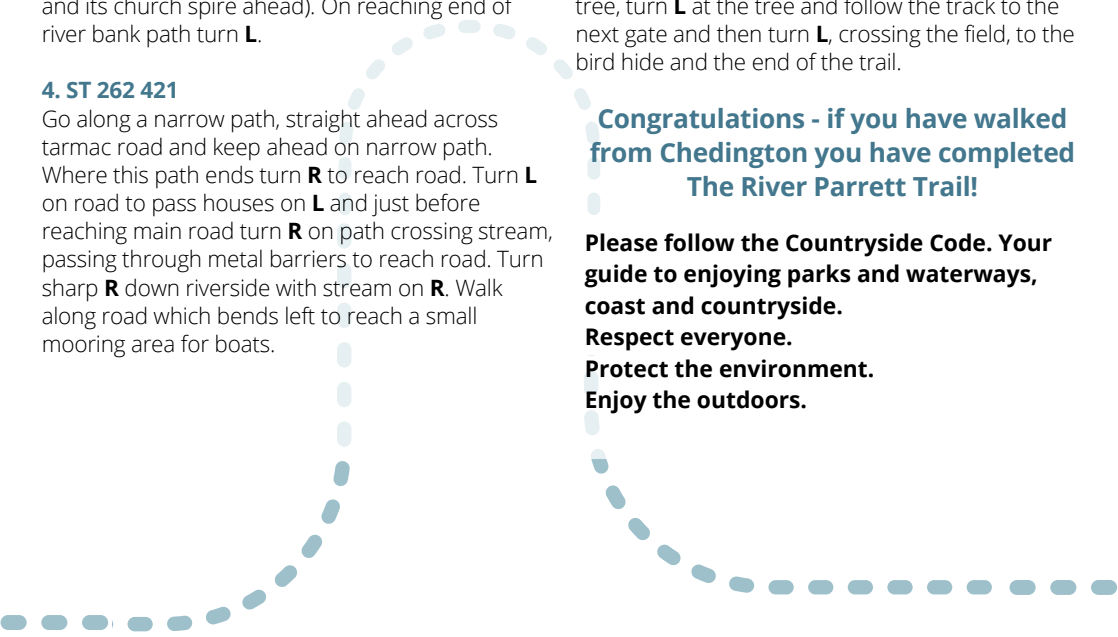 and its church spire ahead). On reaching end of
river bank path turn L.
4. ST 262 421
Go along a narrow path, straight ahead across
tarmac road and keep ahead on narrow path.
Where this path ends turn R to reach road. Turn L
on road to pass houses on L and just before
reaching main road turn R on path crossing stream,
passing through metal barriers to reach road. Turn
sharp R down riverside with stream on R. Walk
along road which bends left to reach a small
mooring area for boats.
tree, turn L at the tree and follow the track to the
next gate and then turn L, crossing the field, to the
bird hide and the end of the trail.
Congratulations - if you have walked
from Chedington you have completed
The River Parrett Trail!
Please follow the Countryside Code. Your
guide to enjoying parks and waterways,
coast and countryside.
Respect everyone.
Protect the environment.
Enjoy the outdoors.